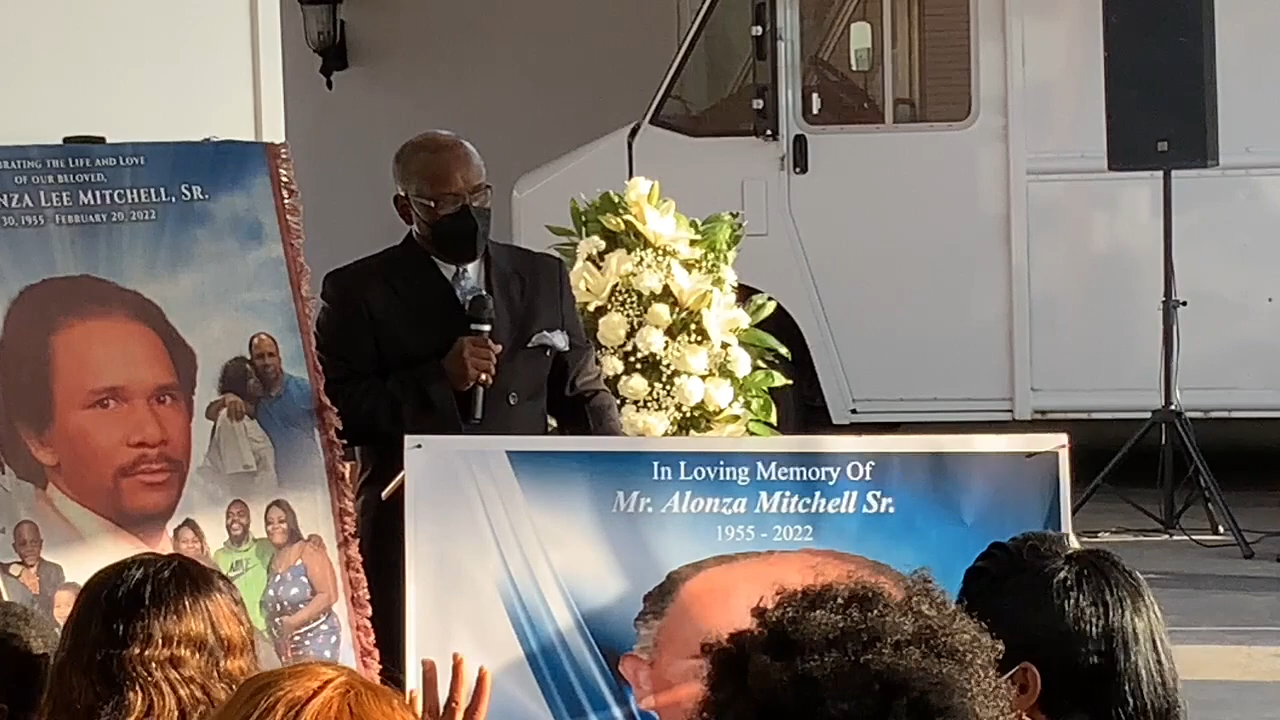 BRATING THE LIFE AND LOVE
OF OUR BELOVED,
NZA LEE MITCHELL, SR.
30, 1955 - FEBRUARY 20, 2022
In Loving Memory Of
Mr. Alonza Mitchell Sr.
1955 - 2022